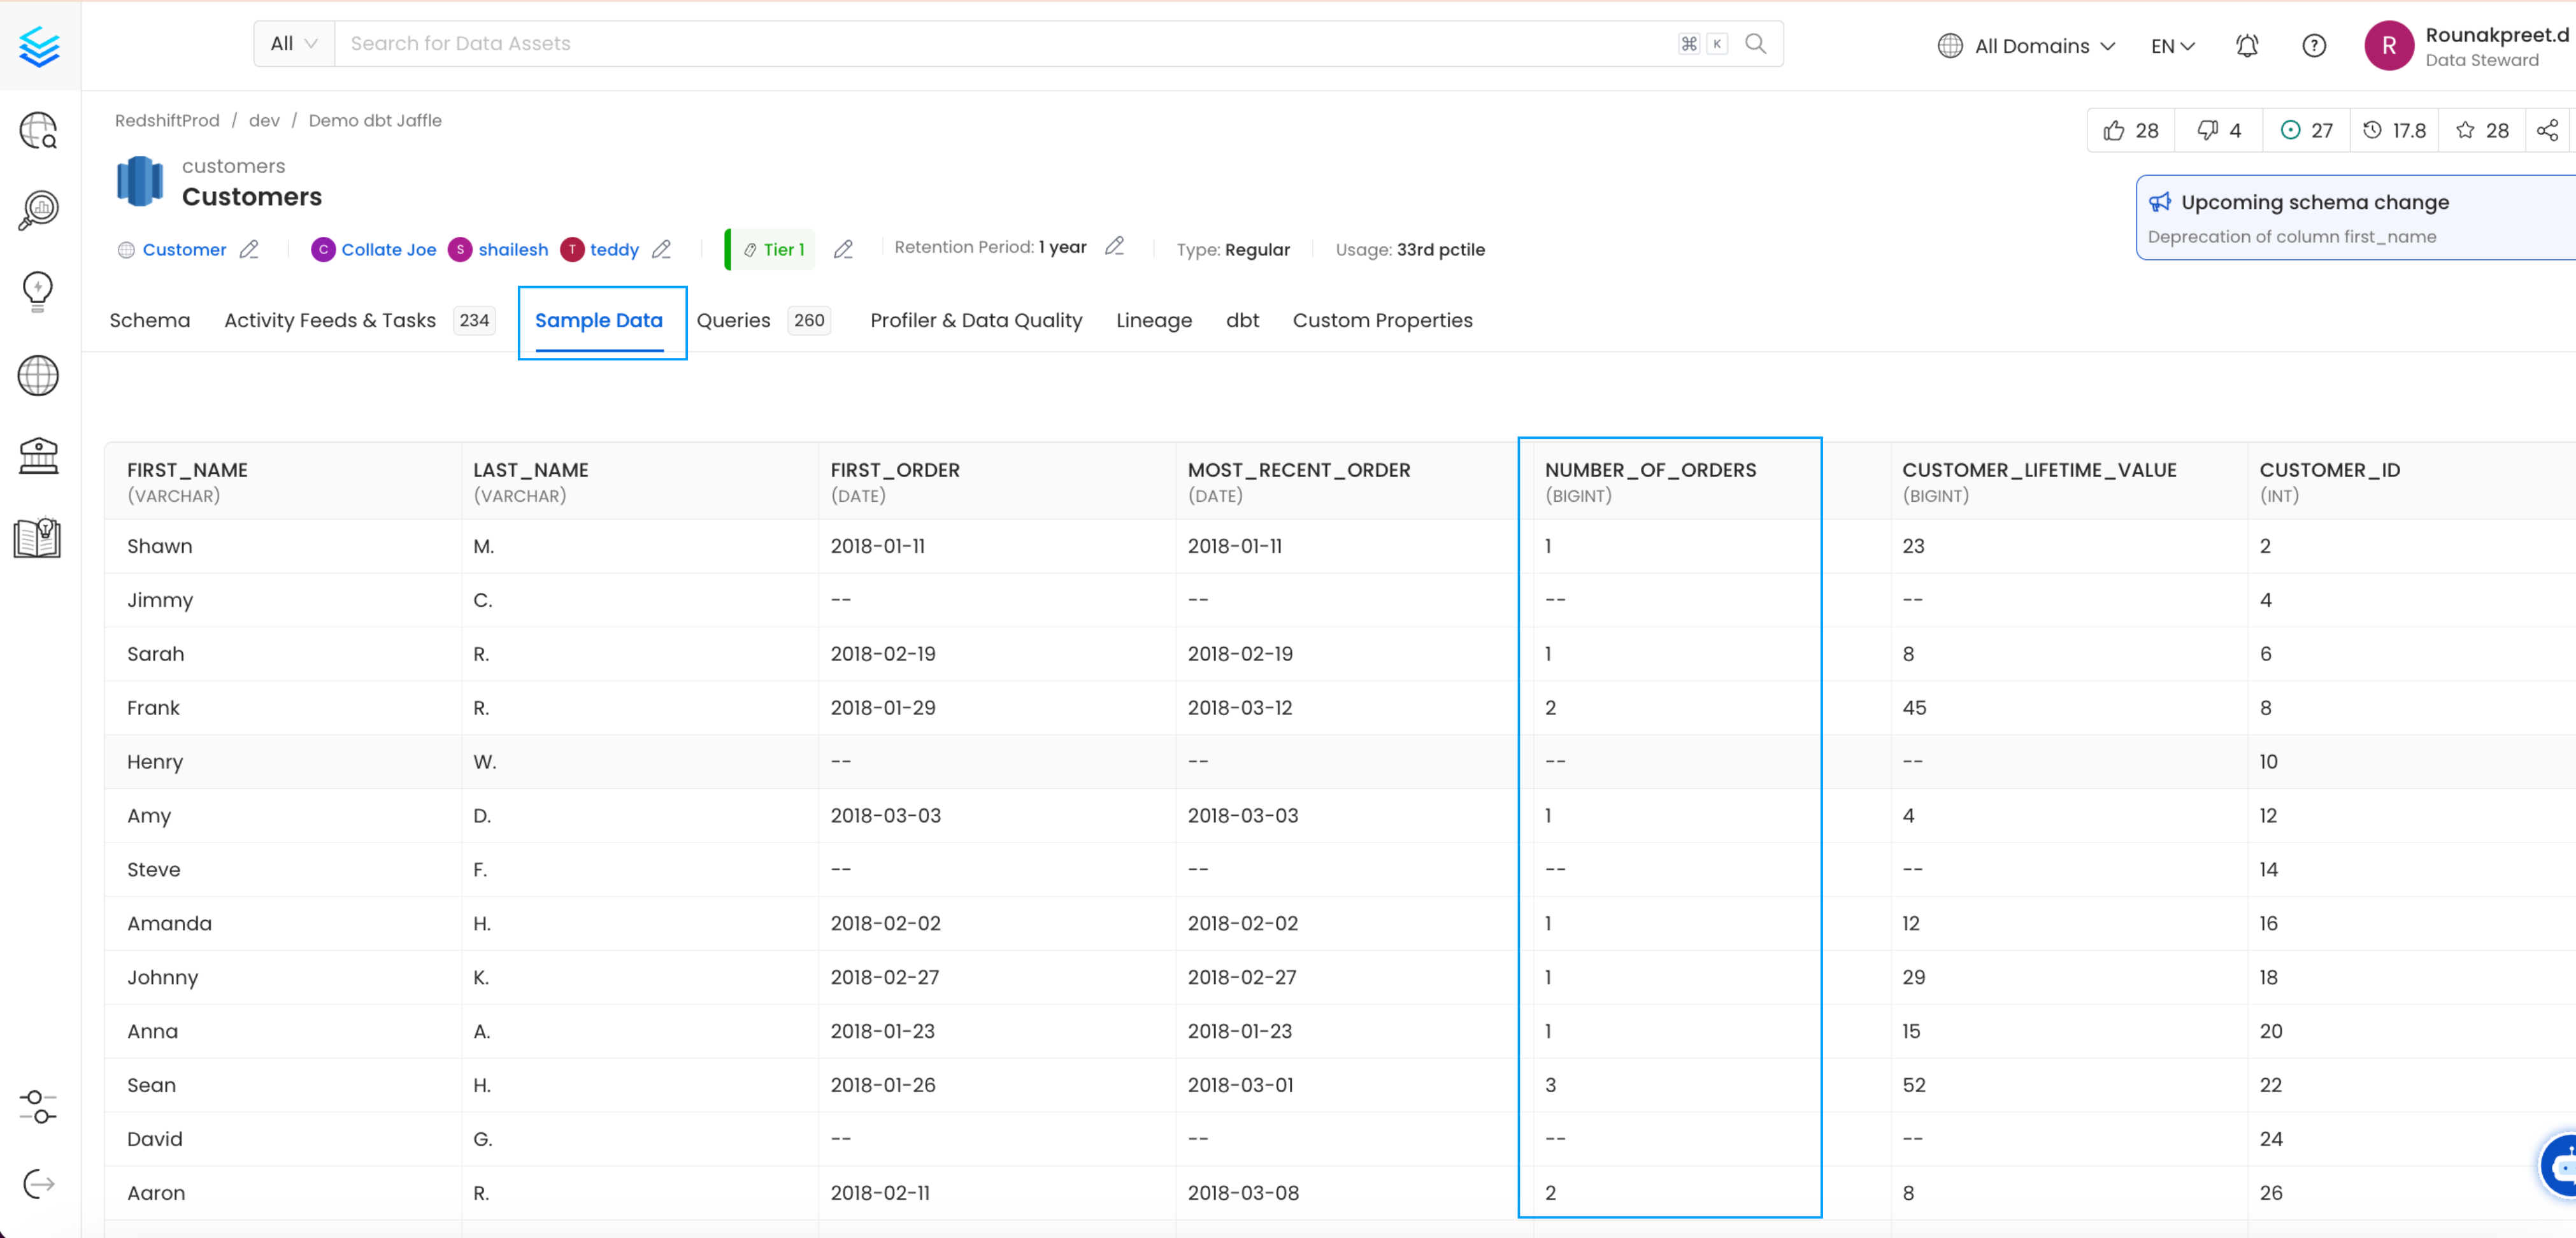 All Search for Data Assets ⌘ K All Domains EN R Rounakpreet.d
Data Steward
RedshiftProd / dev / Demo dbt Jaffle
28 4 27 17.8 28
customers
Customers
Upcoming schema change
Deprecation of column first_name
Customer C Collate Joe S shailesh T teddy Tier 1 Retention Period: 1 year Type: Regular Usage: 33rd pctile
Schema Activity Feeds & Tasks 234 Sample Data Queries 260 Profiler & Data Quality Lineage dbt Custom Properties
FIRST_NAME LAST_NAME FIRST_ORDER MOST_RECENT_ORDER NUMBER_OF_ORDERS CUSTOMER_LIFETIME_VALUE CUSTOMER_ID
(VARCHAR) (VARCHAR) (DATE) (DATE) (BIGINT) (BIGINT) (INT)
Shawn M. 2018-01-11 2018-01-11 1 23 2
Jimmy C. -- -- -- -- 4
Sarah R. 2018-02-19 2018-02-19 1 8 6
Frank R. 2018-01-29 2018-03-12 2 45 8
Henry W. -- -- -- -- 10
Amy D. 2018-03-03 2018-03-03 1 4 12
Steve F. -- -- -- -- 14
Amanda H. 2018-02-02 2018-02-02 1 12 16
Johnny K. 2018-02-27 2018-02-27 1 29 18
Anna A. 2018-01-23 2018-01-23 1 15 20
Sean H. 2018-01-26 2018-03-01 3 52 22
David G. -- -- -- -- 24
Aaron R. 2018-02-11 2018-03-08 2 8 26